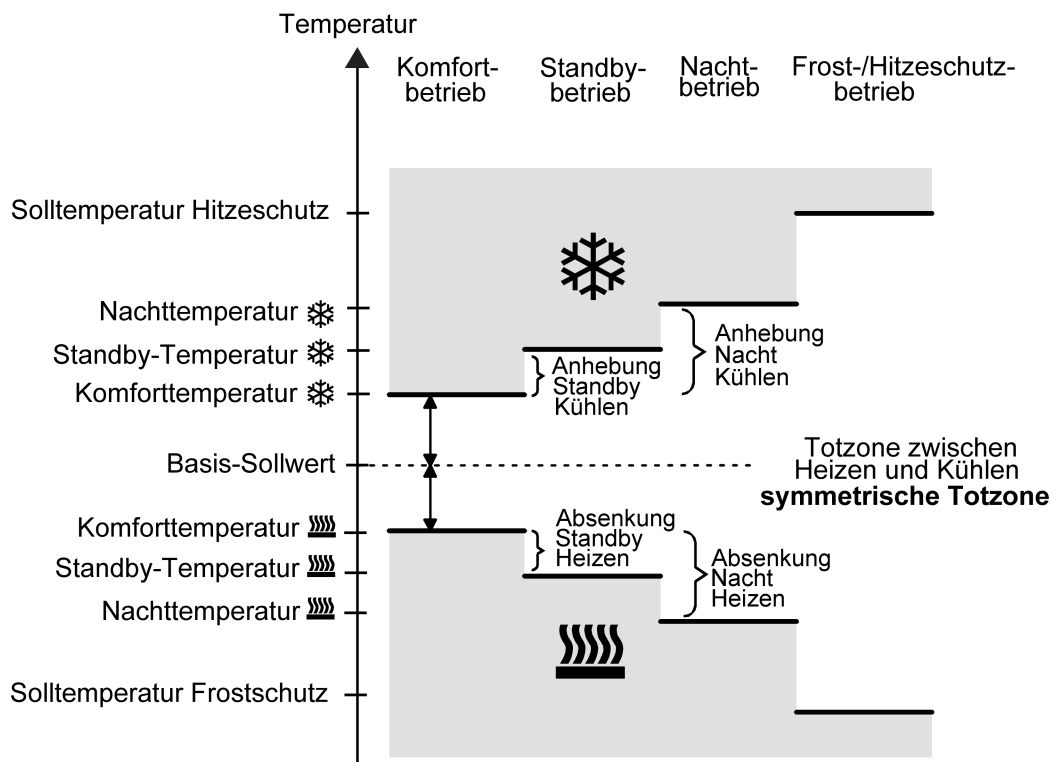 Temperatur
Komfort-
betrieb
Standby-
betrieb
Nacht-
betrieb
Frost-/Hitzeschutz-
betrieb
Solltemperatur Hitzeschutz
Nachttemperatur
Standby-Temperatur
Komforttemperatur
Anhebung
Standby
Kühlen
Anhebung
Nacht
Kühlen
Basis-Sollwert
Totzone zwischen
Heizen und Kühlen
symmetrische Totzone
Komforttemperatur
Standby-Temperatur
Nachttemperatur
Absenkung
Standby
Heizen
Absenkung
Nacht
Heizen
Solltemperatur Frostschutz